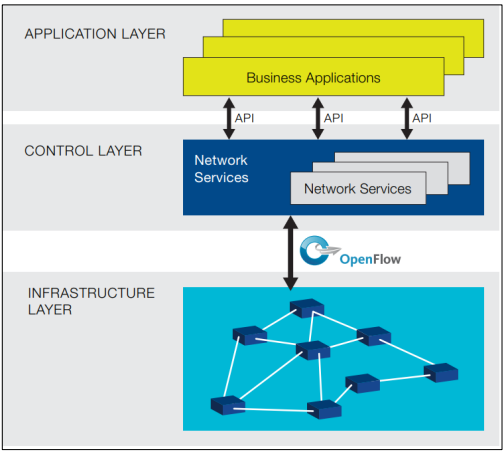 APPLICATION LAYER
Business Applications
API
API
API
CONTROL LAYER
Network
Services
Network Services
OpenFlow
INFRASTRUCTURE
LAYER